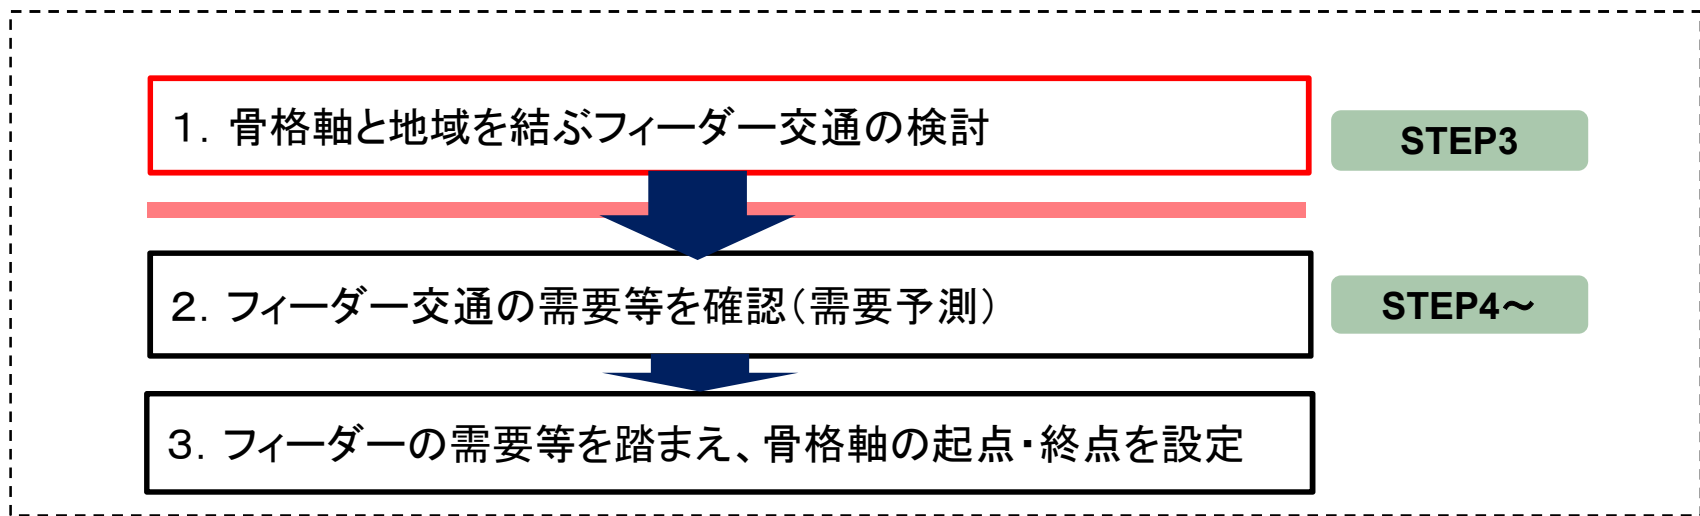 １．骨格軸と地域を結ぶフィーダー交通の検討
STEP3
２．フィーダー交通の需要等を確認（需要予測）
STEP4～
３．フィーダーの需要等を踏まえ、骨格軸の起点・終点を設定